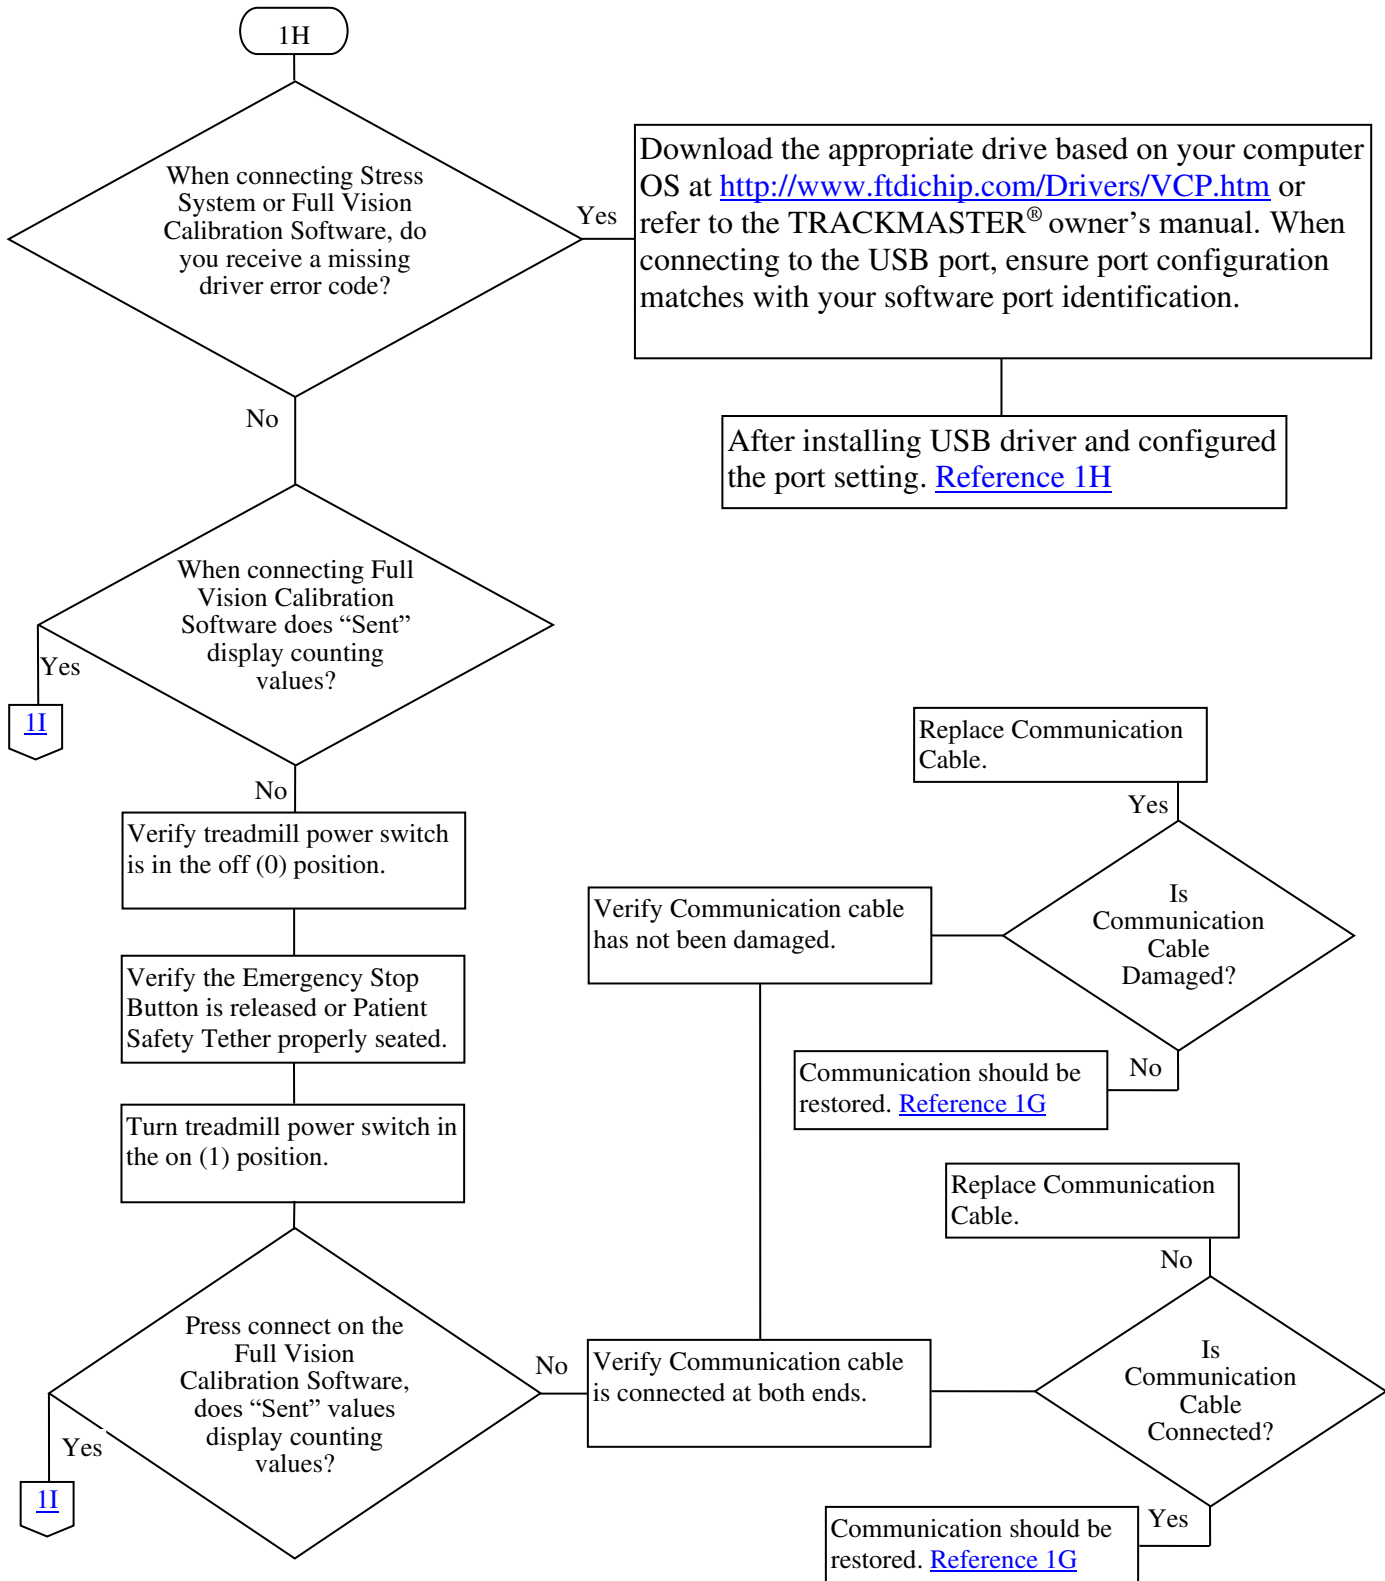 1H
When connecting Stress
System or Full Vision
Calibration Software, do
you receive a missing
driver error code?
Yes
Download the appropriate drive based on your computer
OS at http://www.ftdichip.com/Drivers/VCP.htm or
refer to the TRACKMASTER® owner’s manual. When
connecting to the USB port, ensure port configuration
matches with your software port identification.
After installing USB driver and configured
the port setting. Reference 1H
No
When connecting Full
Vision Calibration
Software does “Sent”
display counting
values?
Yes
1I
No
Verify treadmill power switch
is in the off (0) position.
Verify the Emergency Stop
Button is released or Patient
Safety Tether properly seated.
Turn treadmill power switch in
the on (1) position.
Press connect on the
Full Vision
Calibration Software,
does “Sent” values
display counting
values?
Yes
1I
No
Verify Communication cable
is connected at both ends.
Verify Communication cable
has not been damaged.
Replace Communication
Cable.
Yes
Is
Communication
Cable
Damaged?
No
Communication should be
restored. Reference 1G
Replace Communication
Cable.
No
Is
Communication
Cable
Connected?
Yes
Communication should be
restored. Reference 1G